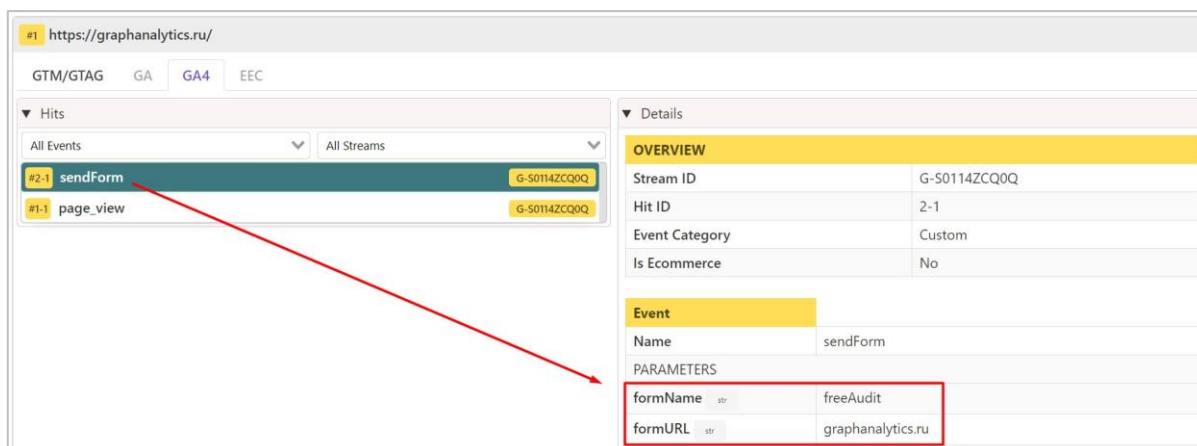 #1 https://graphanalytics.ru/
GTM/GTAG GA GA4 EEC
▼ Hits
All Events All Streams
#2-1 sendForm G-S0114ZCQ0Q
#1-1 page_view G-S0114ZCQ0Q
▼ Details
OVERVIEW
Stream ID G-S0114ZCQ0Q
Hit ID 2-1
Event Category Custom
Is Ecommerce No
Event
Name sendForm
PARAMETERS
formName str freeAudit
formURL str graphanalytics.ru